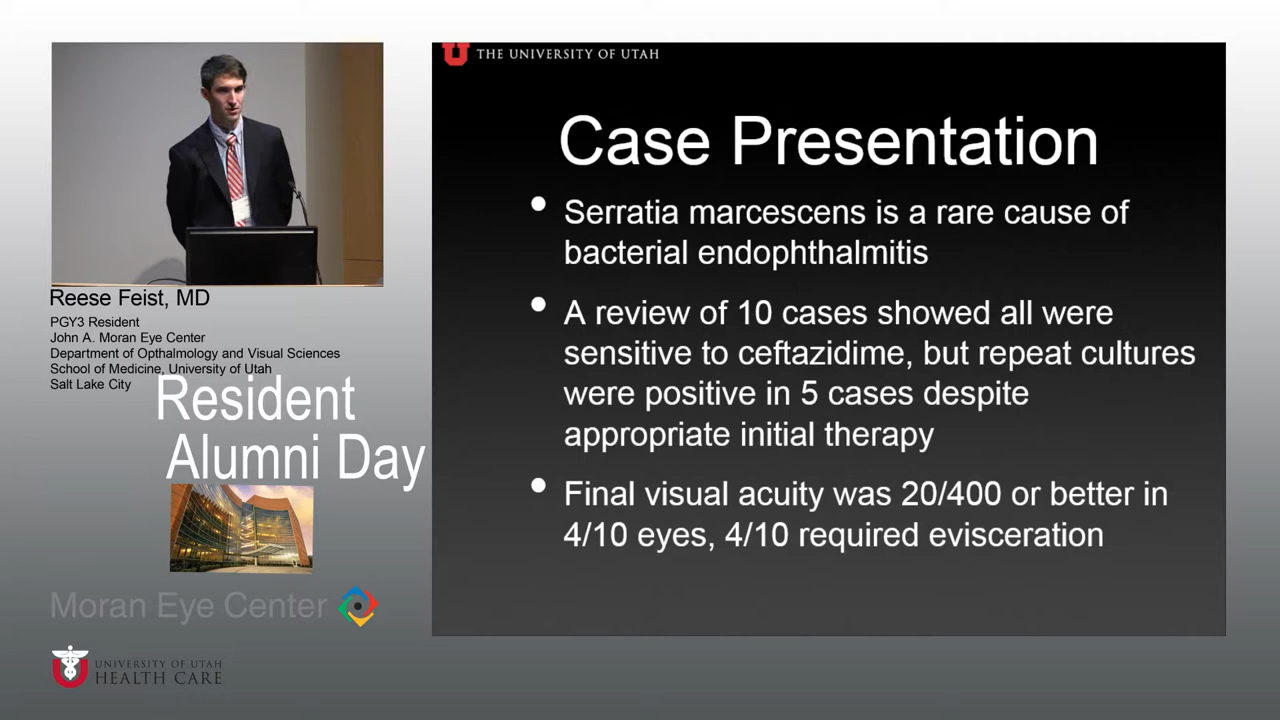 THE UNIVERSITY OF UTAH
Case Presentation
• Serratia marcescens is a rare cause of
bacterial endophthalmitis
• A review of 10 cases showed all were
sensitive to ceftazidime, but repeat cultures
were positive in 5 cases despite
appropriate initial therapy
• Final visual acuity was 20/400 or better in
4/10 eyes, 4/10 required evisceration
Reese Feist, MD
PGY3 Resident
John A. Moran Eye Center
Department of Opthalmology and Visual Sciences
School of Medicine, University of Utah
Salt Lake City
Resident
Alumni Day
Moran Eye Center
UNIVERSITY OF UTAH
HEALTH CARE